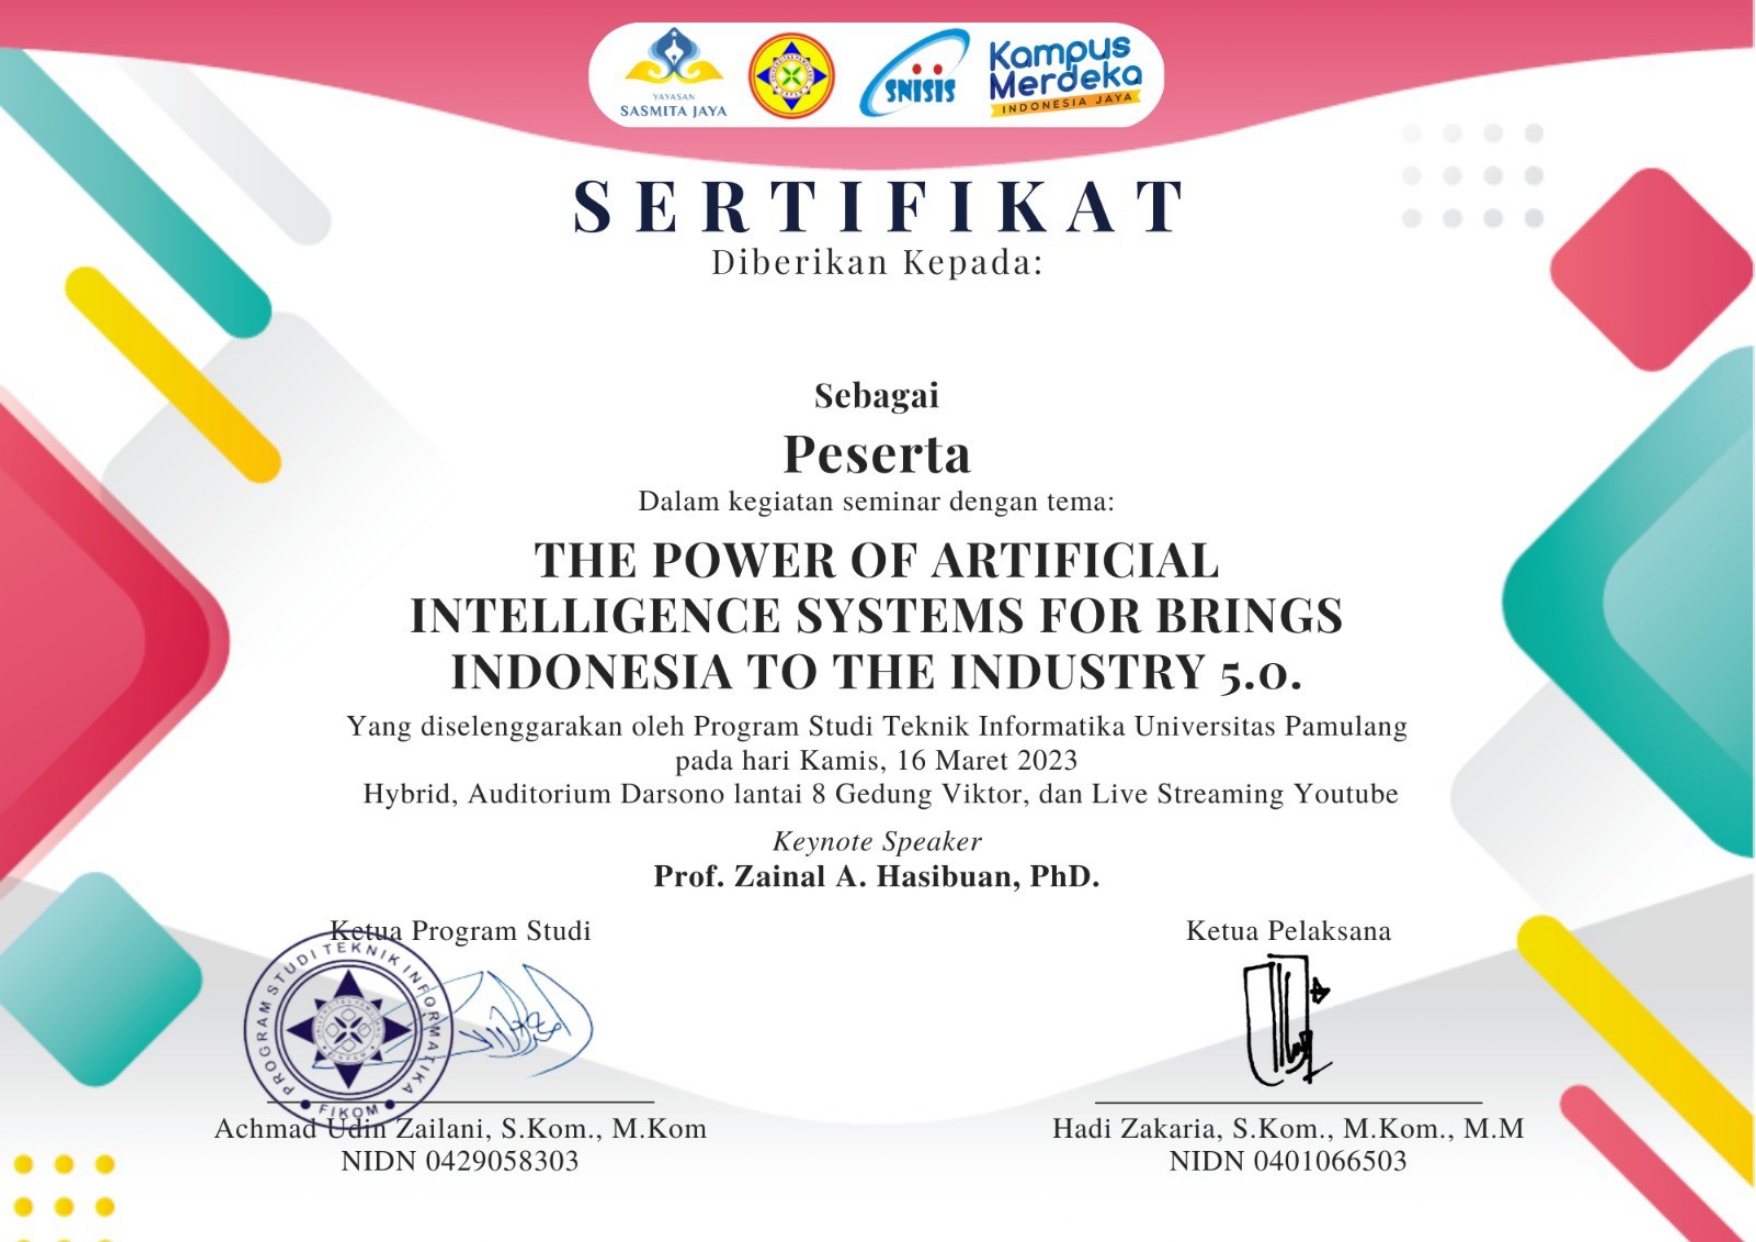 YAYASAN
SASMITA JAYA
SNISIS
Kampus
Merdeka
INDONESIA JAYA
SERTIFIKAT
Diberikan Kepada:
Sebagai
Peserta
Dalam kegiatan seminar dengan tema:
THE POWER OF ARTIFICIAL
INTELLIGENCE SYSTEMS FOR BRINGS
INDONESIA TO THE INDUSTRY 5.0.
Yang diselenggarakan oleh Program Studi Teknik Informatika Universitas Pamulang
pada hari Kamis, 16 Maret 2023
Hybrid, Auditorium Darsono lantai 8 Gedung Viktor, dan Live Streaming Youtube
Keynote Speaker
Prof. Zainal A. Hasibuan, PhD.
Ketua Program Studi
PROGRAM STUDI TEKNIK INFORMATIKA
FIKOM
Achmad Udin Zailani, S.Kom., M.Kom
NIDN 0429058303
Ketua Pelaksana
Hadi Zakaria, S.Kom., M.Kom., M.M
NIDN 0401066503